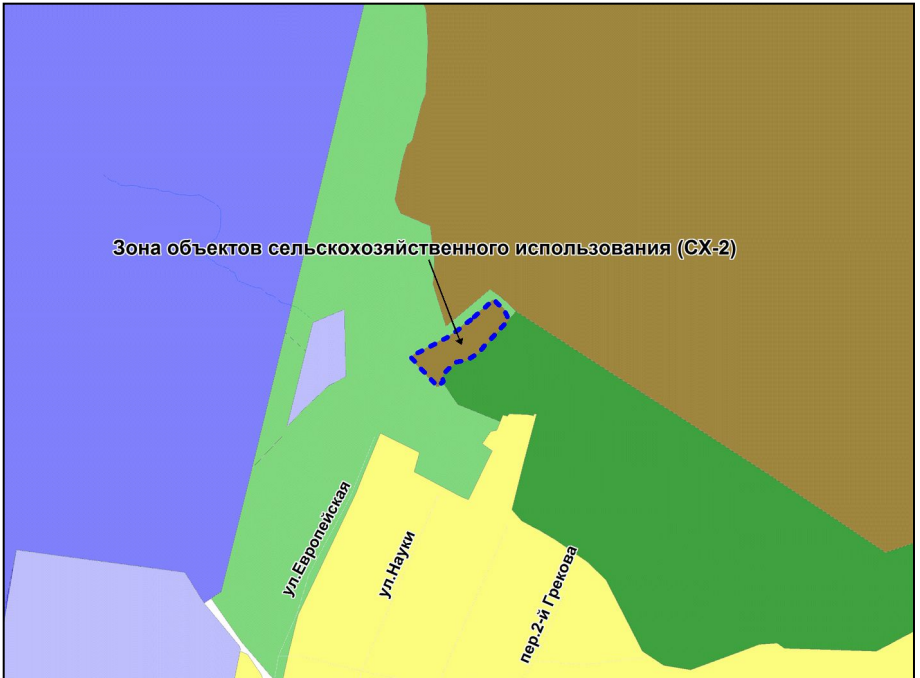 Зона объектов сельскохозяйственного использования (СХ-2)
ул.Европейская
ул.Науки
пер.2-й Грекова